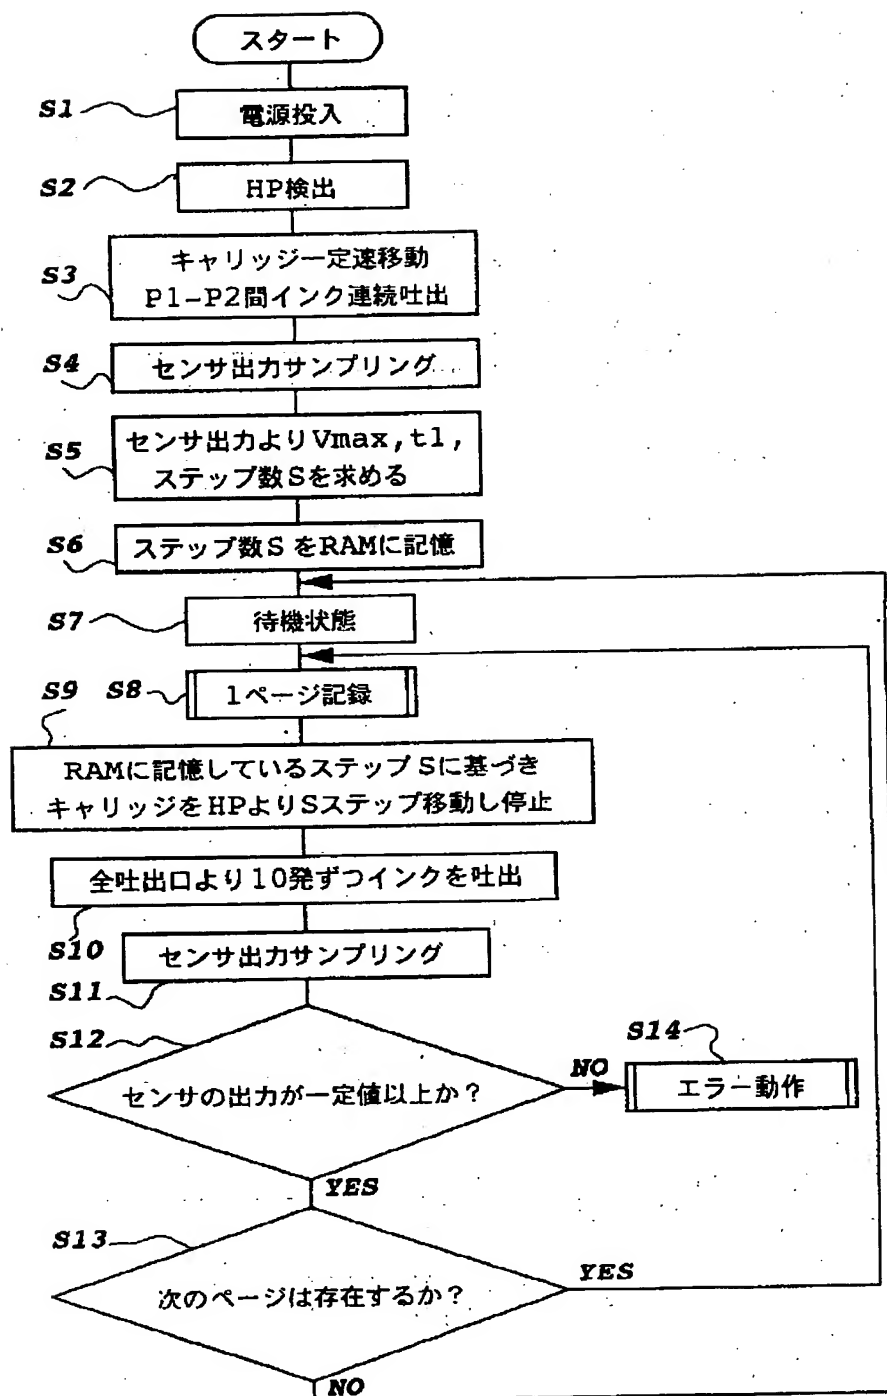 スタート
S1
電源投入
S2
HP検出
S3
キャリッジ一定速移動
P1-P2間インク連続吐出
S4
センサ出力サンプリング
S5
センサ出力よりVmax,t1,
ステップ数Sを求める
S6
ステップ数SをRAMに記憶
S7
待機状態
S9 S8
1ページ記録
RAMに記憶しているステップSに基づき
キャリッジをHPよりSステップ移動し停止
全吐出口より10発ずつインクを吐出
S10
センサ出力サンプリング
S11
S12
センサの出力が一定値以上か?
NO
S14
エラー動作
YES
S13
次のページは存在するか?
YES
NO